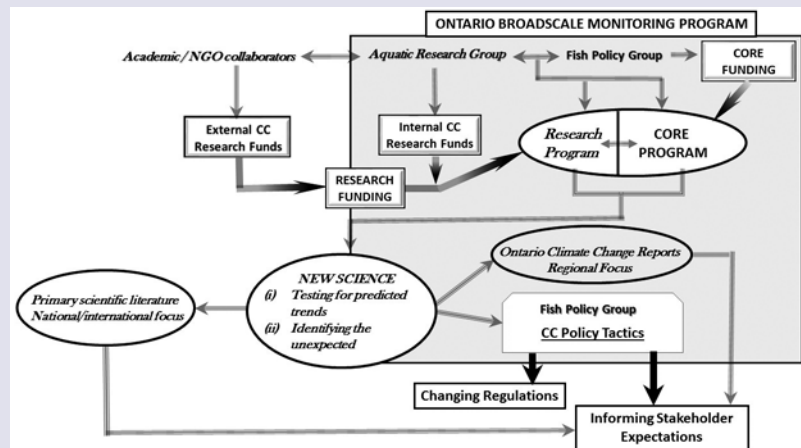 ONTARIO BROADSCALE MONITORING PROGRAM
Academic / NGO collaborators
Aquatic Research Group
Fish Policy Group
CORE
FUNDING
External CC
Research Funds
Internal CC
Research Funds
Research
Program
CORE
PROGRAM
RESEARCH
FUNDING
NEW SCIENCE
(i) Testing for predicted
trends
(ii) Identifying the
unexpected
Ontario Climate Change Reports
Regional Focus
Primary scientific literature
National/international focus
Fish Policy Group
CC Policy Tactics
Changing Regulations
Informing Stakeholder
Expectations